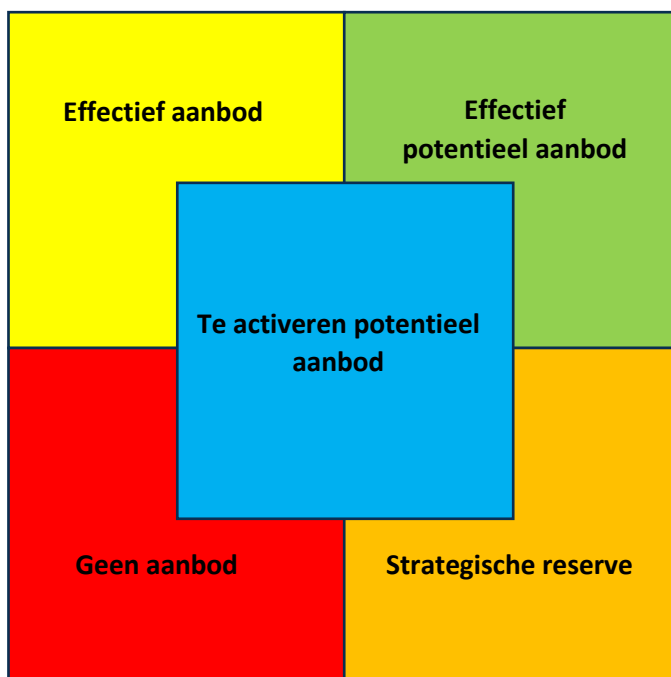 Effectief aanbod
Effectief
potentieel aanbod
Te activeren potentieel
aanbod
Geen aanbod
Strategische reserve